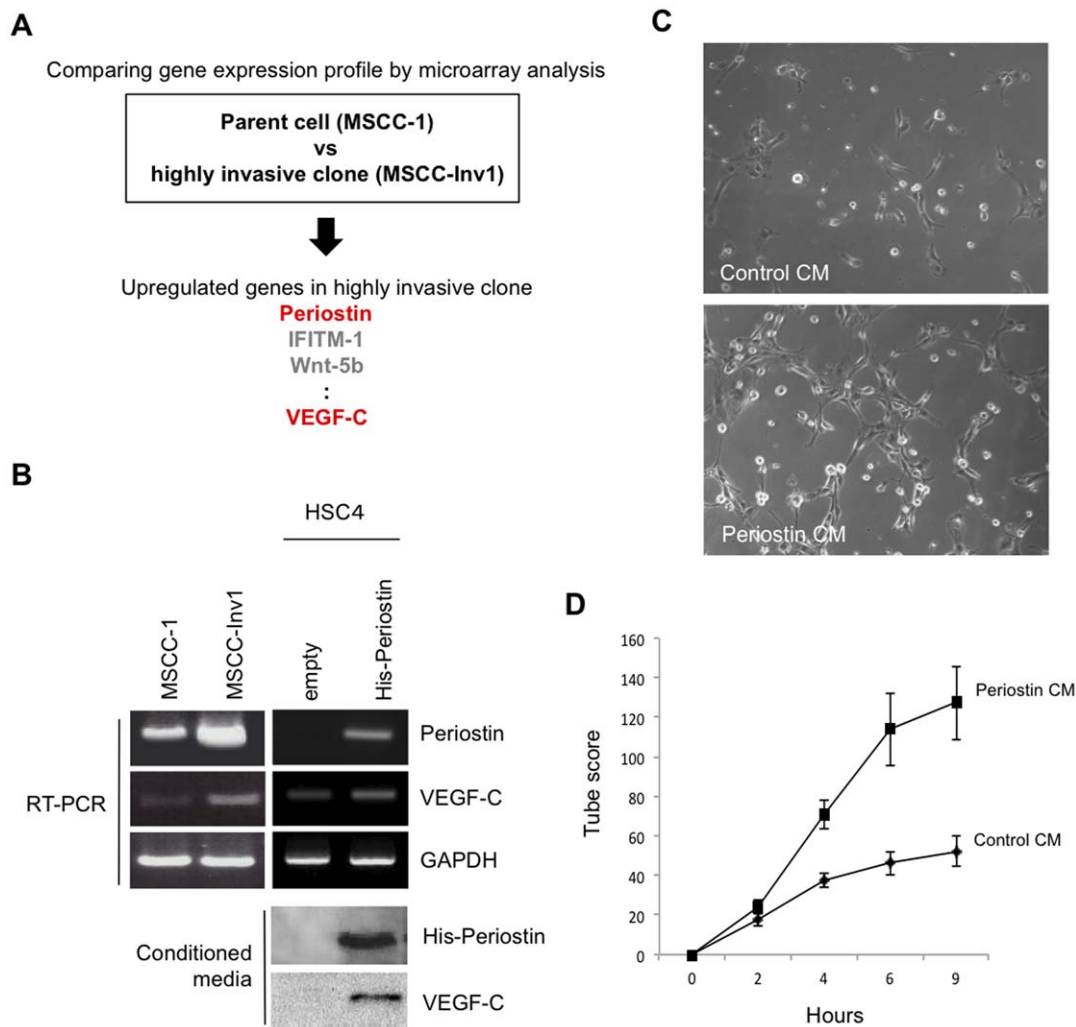 A
Comparing gene expression profile by microarray analysis
Parent cell (MSCC-1)
vs
highly invasive clone (MSCC-Inv1)
Upregulated genes in highly invasive clone
Periostin
IFITM-1
Wnt-5b
:
VEGF-C
B
HSC4
MSCC-1
MSCC-Inv1
empty
His-Periostin
RT-PCR
Periostin
VEGF-C
GAPDH
Conditioned
media
His-Periostin
VEGF-C
C
Control CM
Periostin CM
D
Tube score
160
140
120
100
80
60
40
20
0
0 2 4 6 9
Hours
Periostin CM
Control CM